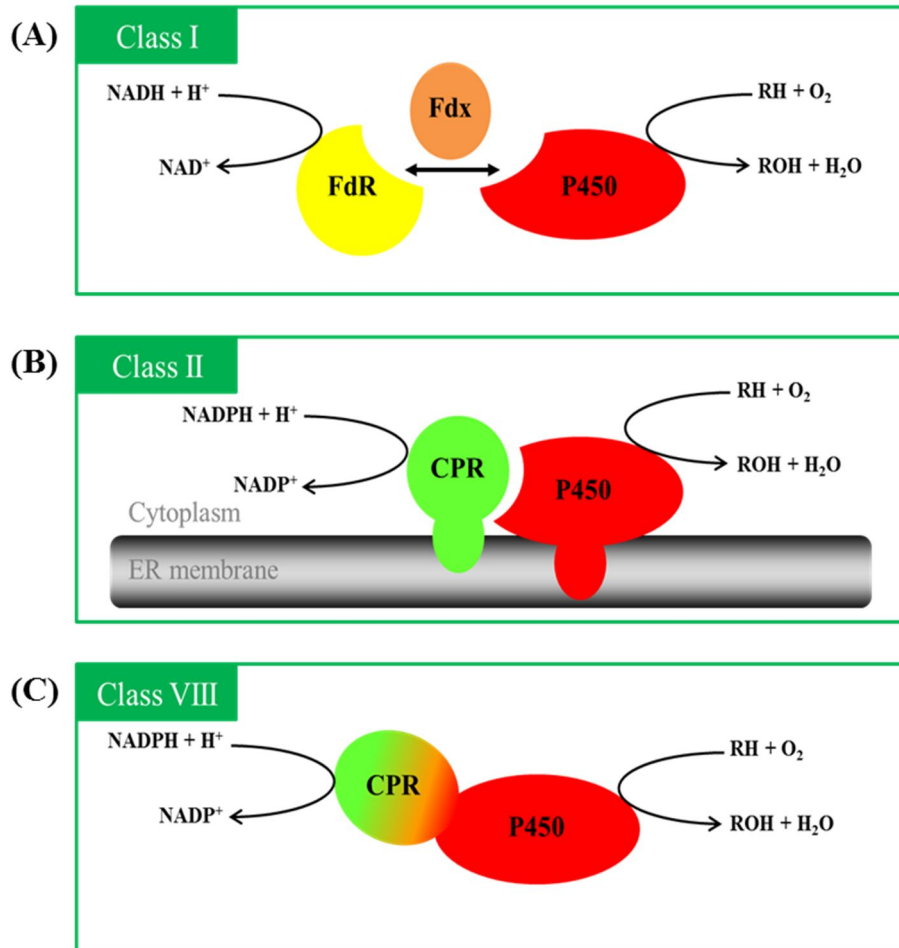 (A)
Class I
NADH + H⁺
NAD⁺
FdR
Fdx
P450
RH + O₂
ROH + H₂O
(B)
Class II
NADPH + H⁺
NADP⁺
CPR
P450
RH + O₂
ROH + H₂O
Cytoplasm
ER membrane
(C)
Class VIII
NADPH + H⁺
NADP⁺
CPR
P450
RH + O₂
ROH + H₂O